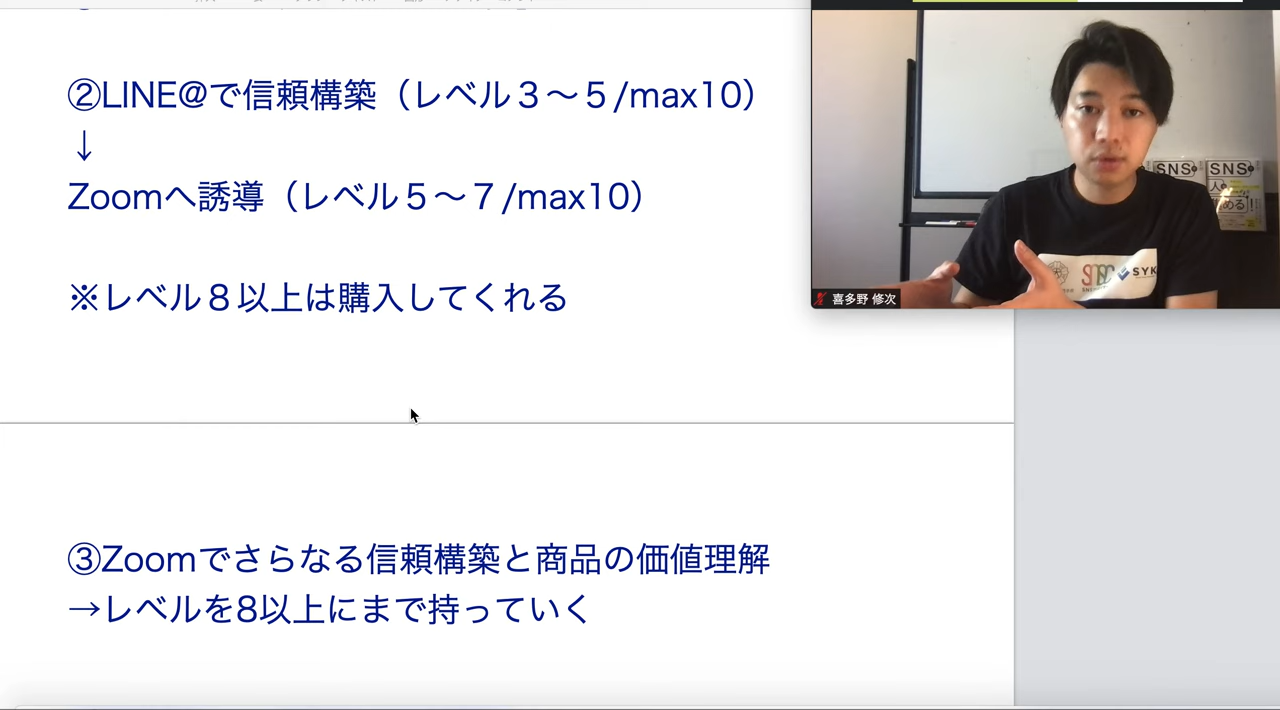 ②LINE@で信頼構築（レベル３〜５/max10）
↓
Zoomへ誘導（レベル５〜７/max10）
※レベル８以上は購入してくれる
③Zoomでさらなる信頼構築と商品の価値理解
→レベルを8以上にまで持っていく
SNS
SNS
SYK
喜多野 修次